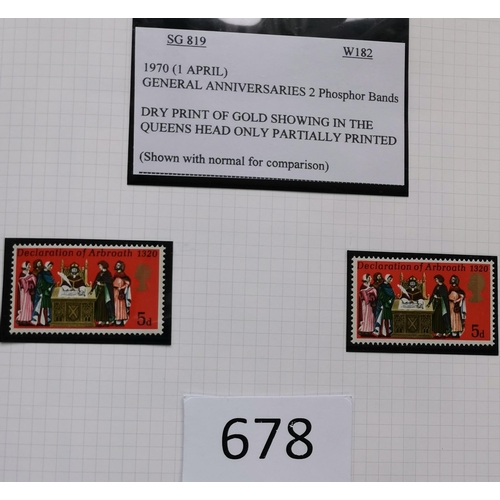 SG 819 W182
1970 (1 APRIL)
GENERAL ANNIVERSARIES 2 Phosphor Bands
DRY PRINT OF GOLD SHOWING IN THE
QUEENS HEAD ONLY PARTIALLY PRINTED
(Shown with normal for comparison)
Declaration of Arbroath 1320
5d
Declaration of Arbroath 1320
5d
678